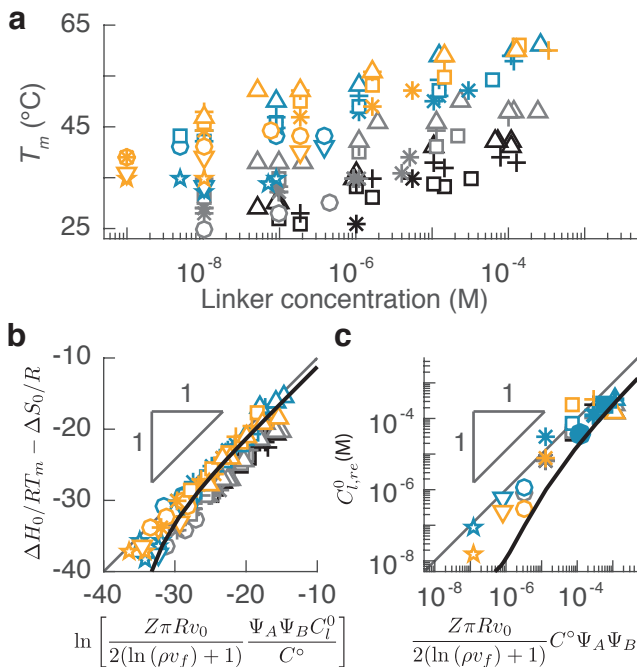 a
T_m (°C)
65
45
25
10^-8
10^-6
10^-4
Linker concentration (M)
b
ΔH_0/RT_m − ΔS_0/R
-10
-20
-30
-40
1
1
-40
-30
-20
-10
ln [ZπRv_0 / 2(ln (ρv_f) + 1) Ψ_AΨ_BC_l^0 / C°]
c
C_{l,re}^0 (M)
10^-4
10^-6
10^-8
1
1
10^-8
10^-6
10^-4
ZπRv_0 / 2(ln (ρv_f) + 1) C°Ψ_AΨ_B